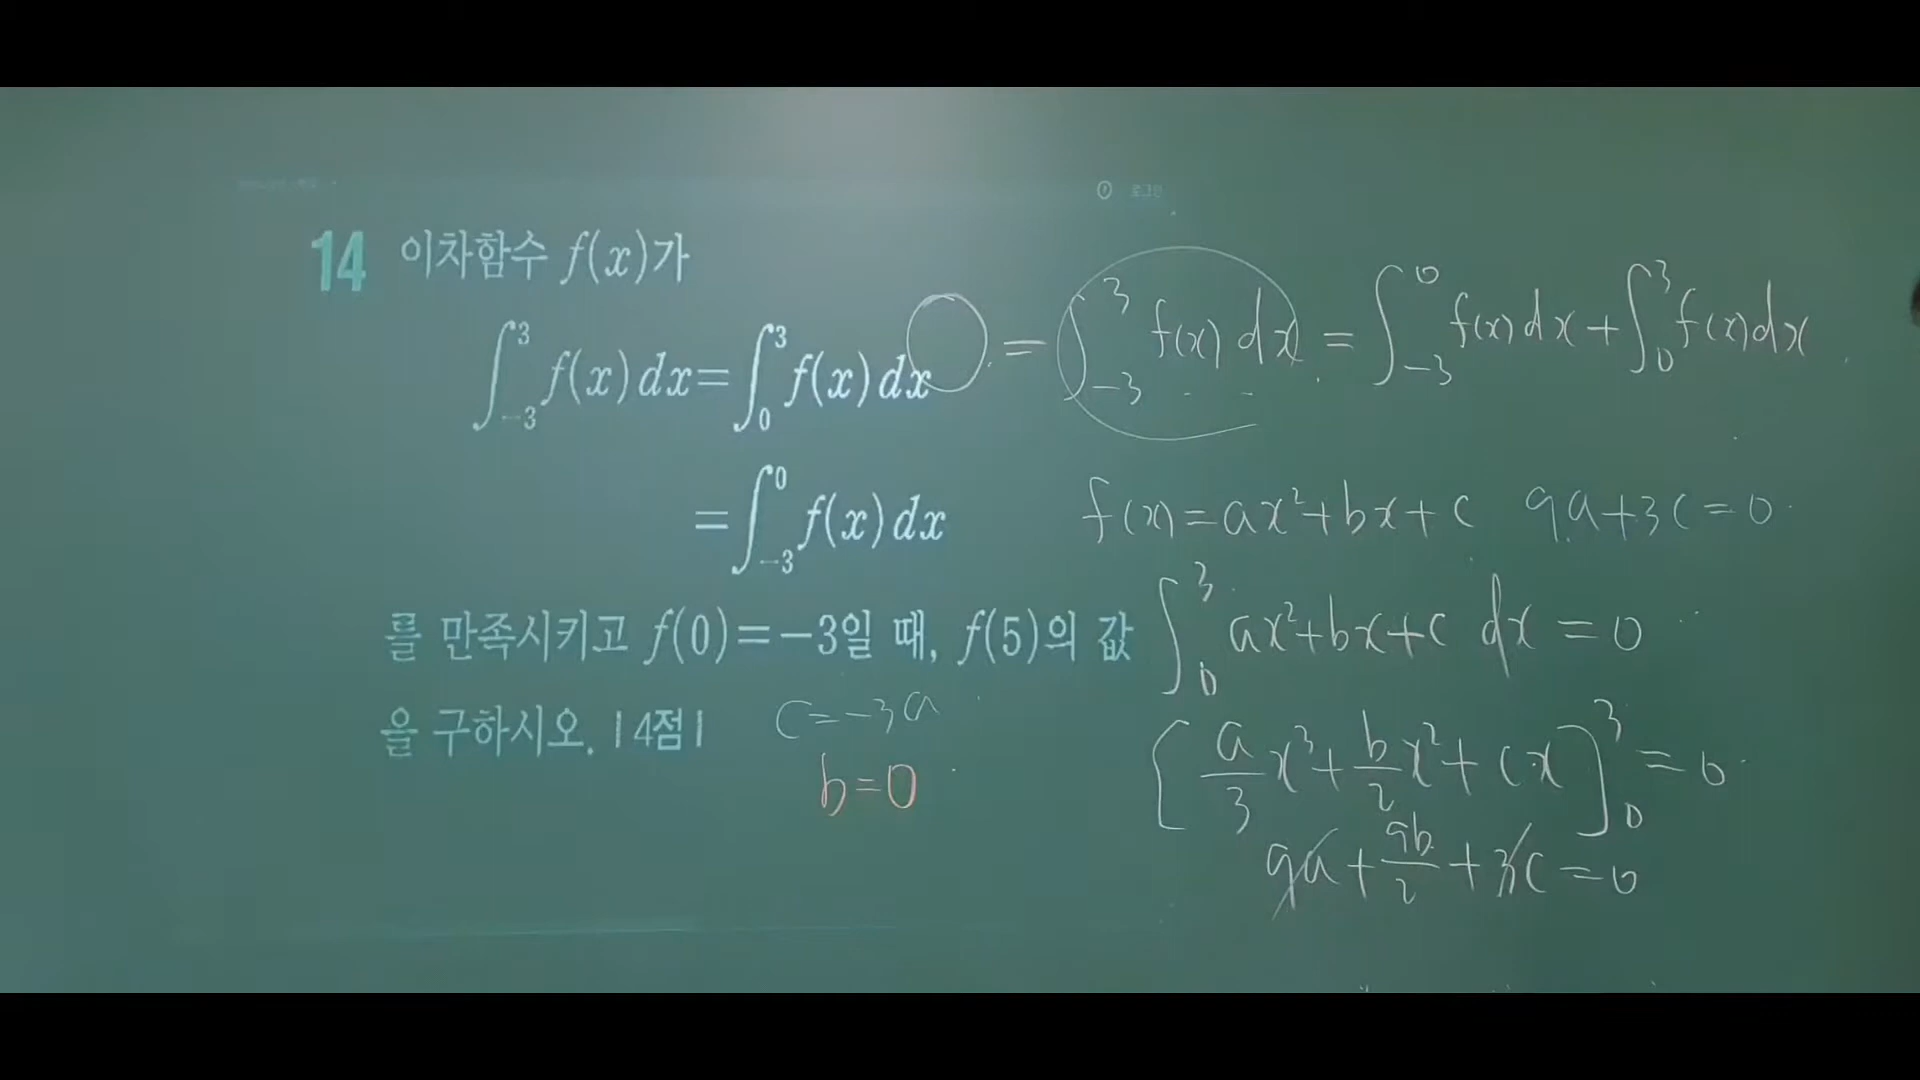 로그인
14 이차함수 f(x)가
∫_{-3}^{3} f(x) dx = ∫_{0}^{3} f(x) dx
= ∫_{-3}^{0} f(x) dx
를 만족시키고 f(0)=-3일 때, f(5)의 값
을 구하시오. |4점|
c=-3a
b=0
= ∫_{-3}^{3} f(x) dx = ∫_{-3}^{0} f(x) dx + ∫_{0}^{3} f(x) dx
f(x)=ax²+bx+c 9a+3c=0
∫_{0}^{3} ax²+bx+c dx = 0
[a/3 x³ + b/2 x² + cx]_{0}^{3} = 0
9a + 9b/2 + 3c = 0